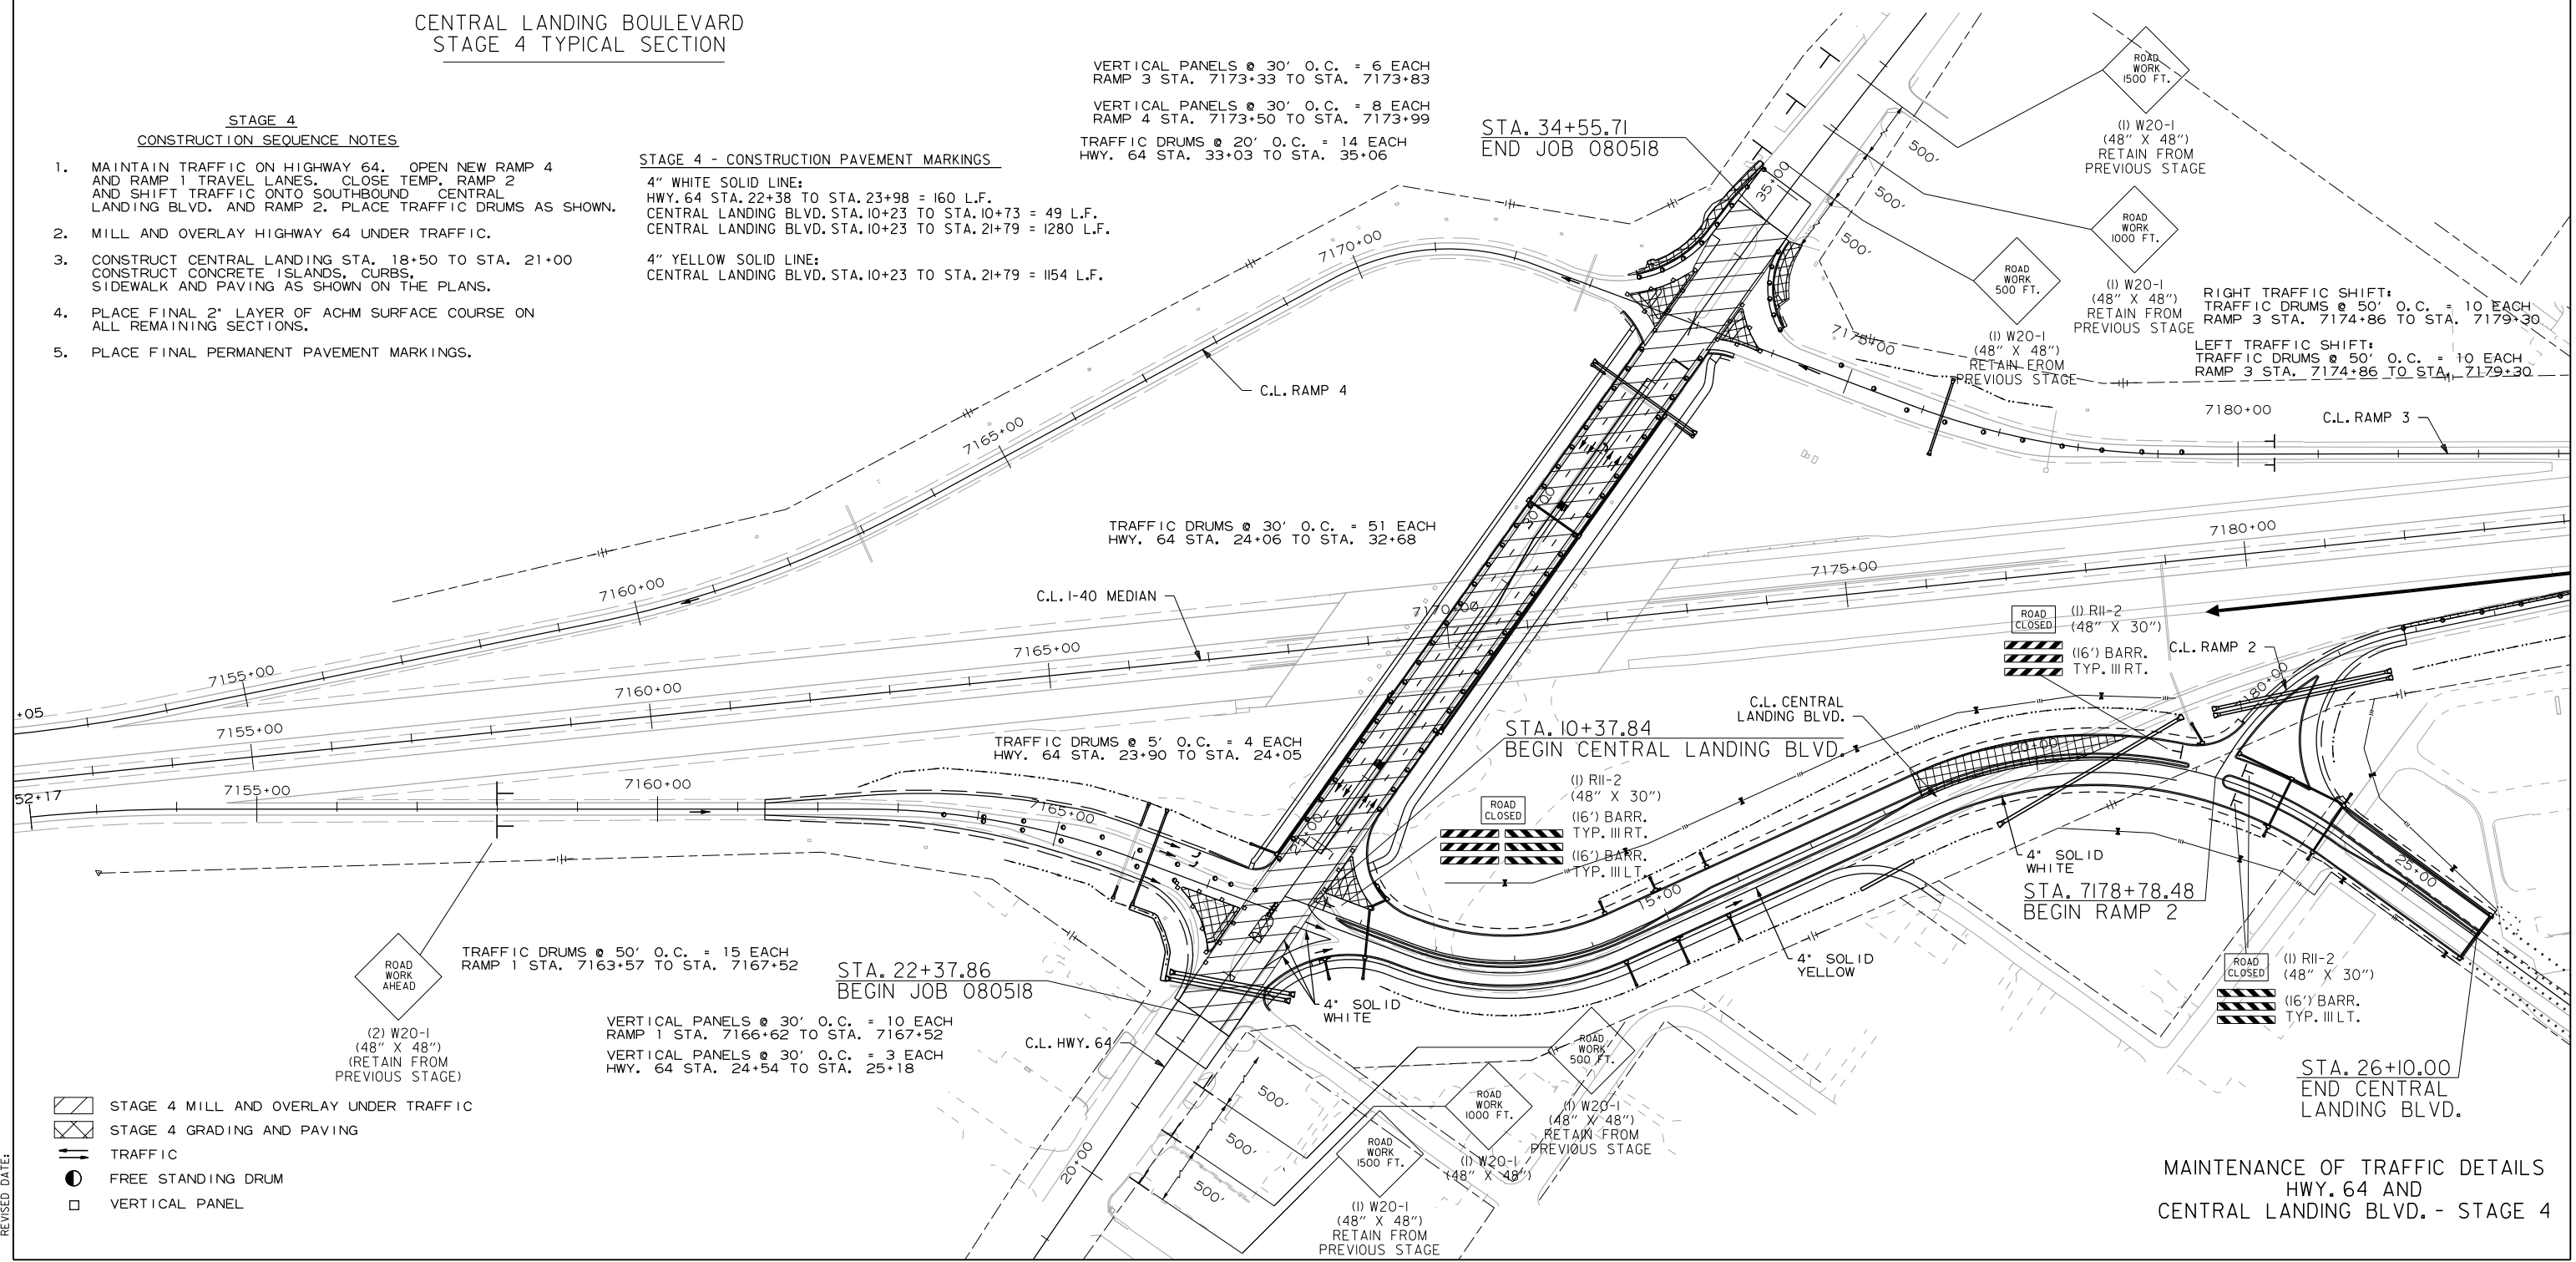 CENTRAL LANDING BOULEVARD
STAGE 4 TYPICAL SECTION
STAGE 4
CONSTRUCTION SEQUENCE NOTES
1. MAINTAIN TRAFFIC ON HIGHWAY 64. OPEN NEW RAMP 4
AND RAMP 1 TRAVEL LANES. CLOSE TEMP. RAMP 2
AND SHIFT TRAFFIC ONTO SOUTHBOUND CENTRAL
LANDING BLVD. AND RAMP 2. PLACE TRAFFIC DRUMS AS SHOWN.
2. MILL AND OVERLAY HIGHWAY 64 UNDER TRAFFIC.
3. CONSTRUCT CENTRAL LANDING STA. 18+50 TO STA. 21+00
CONSTRUCT CONCRETE ISLANDS, CURBS,
SIDEWALK AND PAVING AS SHOWN ON THE PLANS.
4. PLACE FINAL 2" LAYER OF ACHM SURFACE COURSE ON
ALL REMAINING SECTIONS.
5. PLACE FINAL PERMANENT PAVEMENT MARKINGS.
STAGE 4 - CONSTRUCTION PAVEMENT MARKINGS
4" WHITE SOLID LINE:
HWY. 64 STA. 22+38 TO STA. 23+98 = 160 L.F.
CENTRAL LANDING BLVD. STA. 10+23 TO STA. 10+73 = 49 L.F.
CENTRAL LANDING BLVD. STA. 10+23 TO STA. 21+79 = 1280 L.F.
4" YELLOW SOLID LINE:
CENTRAL LANDING BLVD. STA. 10+23 TO STA. 21+79 = 1154 L.F.
VERTICAL PANELS @ 30' O.C. = 6 EACH
RAMP 3 STA. 7173+33 TO STA. 7173+83
VERTICAL PANELS @ 30' O.C. = 8 EACH
RAMP 4 STA. 7173+50 TO STA. 7173+99
TRAFFIC DRUMS @ 20' O.C. = 14 EACH
HWY. 64 STA. 33+03 TO STA. 35+06
STA. 34+55.71
END JOB 080518
35+00
500'
500'
500'
ROAD
WORK
1500 FT.
(1) W20-1
(48" X 48")
RETAIN FROM
PREVIOUS STAGE
ROAD
WORK
1000 FT.
(1) W20-1
(48" X 48")
RETAIN FROM
PREVIOUS STAGE
ROAD
WORK
500 FT.
(1) W20-1
(48" X 48")
RETAIN FROM
PREVIOUS STAGE
RIGHT TRAFFIC SHIFT:
TRAFFIC DRUMS @ 50' O.C. = 10 EACH
RAMP 3 STA. 7174+86 TO STA. 7179+30
LEFT TRAFFIC SHIFT:
TRAFFIC DRUMS @ 50' O.C. = 10 EACH
RAMP 3 STA. 7174+86 TO STA. 7179+30
7170+00
7175+00
7180+00
C.L. RAMP 3
C.L. RAMP 4
7165+00
7160+00
7155+00
+05
TRAFFIC DRUMS @ 30' O.C. = 51 EACH
HWY. 64 STA. 24+06 TO STA. 32+68
30+00
C.L. I-40 MEDIAN
7155+00
7160+00
7165+00
7170+00
7175+00
7180+00
ROAD
CLOSED
(1) R11-2
(48" X 30")
(16') BARR.
TYP. III RT.
C.L. RAMP 2
7180+00
C.L. CENTRAL
LANDING BLVD.
STA. 10+37.84
BEGIN CENTRAL LANDING BLVD.
TRAFFIC DRUMS @ 5' O.C. = 4 EACH
HWY. 64 STA. 23+90 TO STA. 24+05
52+17
7155+00
7160+00
7165+00
25+00
ROAD
CLOSED
(1) R11-2
(48" X 30")
(16') BARR.
TYP. III RT.
(16') BARR.
TYP. III LT.
15+00
20+00
25+00
4" SOLID
WHITE
STA. 7178+78.48
BEGIN RAMP 2
4" SOLID
YELLOW
4" SOLID
WHITE
ROAD
CLOSED
(1) R11-2
(48" X 30")
(16') BARR.
TYP. III LT.
STA. 26+10.00
END CENTRAL
LANDING BLVD.
ROAD
WORK
AHEAD
(2) W20-1
(48" X 48")
(RETAIN FROM
PREVIOUS STAGE)
TRAFFIC DRUMS @ 50' O.C. = 15 EACH
RAMP 1 STA. 7163+57 TO STA. 7167+52
STA. 22+37.86
BEGIN JOB 080518
VERTICAL PANELS @ 30' O.C. = 10 EACH
RAMP 1 STA. 7166+62 TO STA. 7167+52
VERTICAL PANELS @ 30' O.C. = 3 EACH
HWY. 64 STA. 24+54 TO STA. 25+18
C.L. HWY. 64
20+00
500'
500'
500'
ROAD
WORK
500 FT.
(1) W20-1
(48" X 48")
RETAIN FROM
PREVIOUS STAGE
ROAD
WORK
1000 FT.
(1) W20-1
(48" X 48")
ROAD
WORK
1500 FT.
(1) W20-1
(48" X 48")
RETAIN FROM
PREVIOUS STAGE
STAGE 4 MILL AND OVERLAY UNDER TRAFFIC
STAGE 4 GRADING AND PAVING
TRAFFIC
FREE STANDING DRUM
VERTICAL PANEL
REVISED DATE:
MAINTENANCE OF TRAFFIC DETAILS
HWY. 64 AND
CENTRAL LANDING BLVD. - STAGE 4